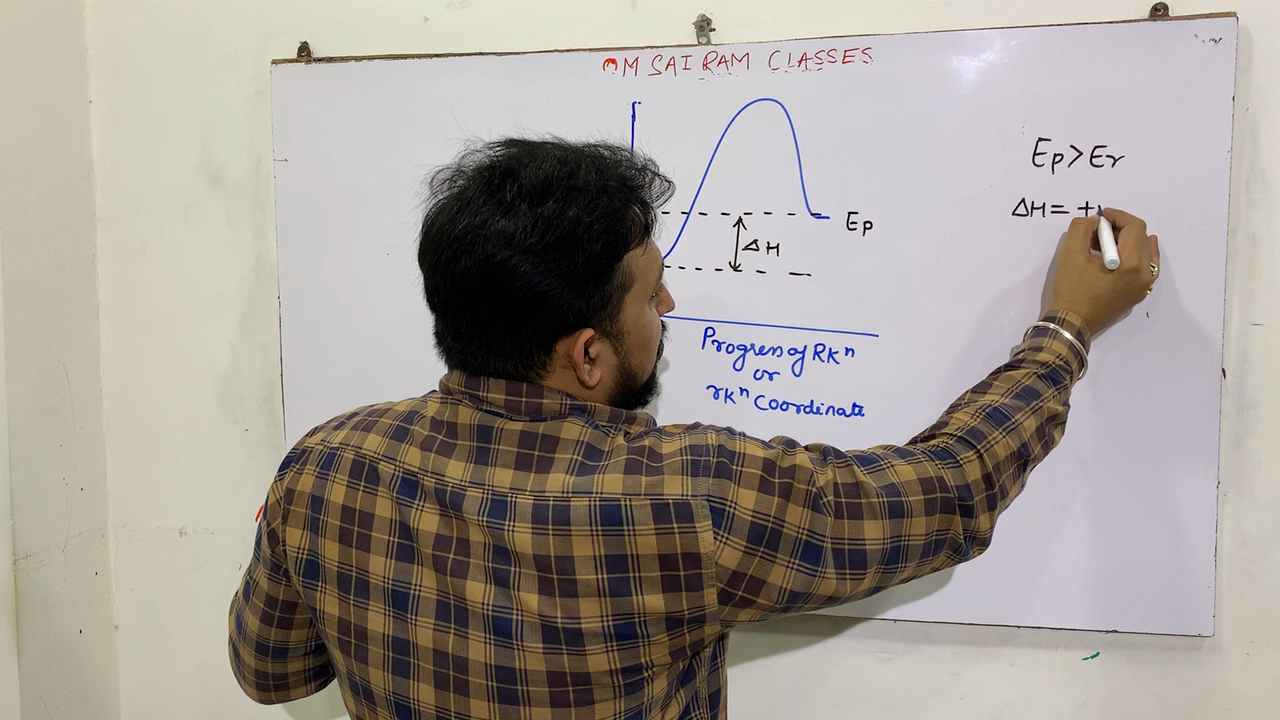 OM SAI RAM CLASSES
Ep
ΔH
Progress of RKⁿ
or
rKⁿ Coordinate
Ep>Er
ΔH= +